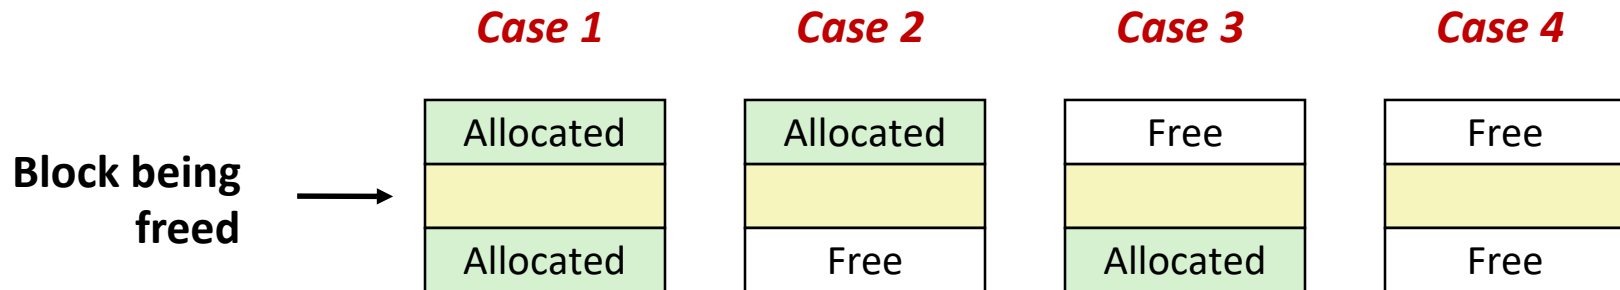 Case 1 Case 2 Case 3 Case 4
Allocated Allocated Free Free
Block being
freed
Allocated Free Allocated Free